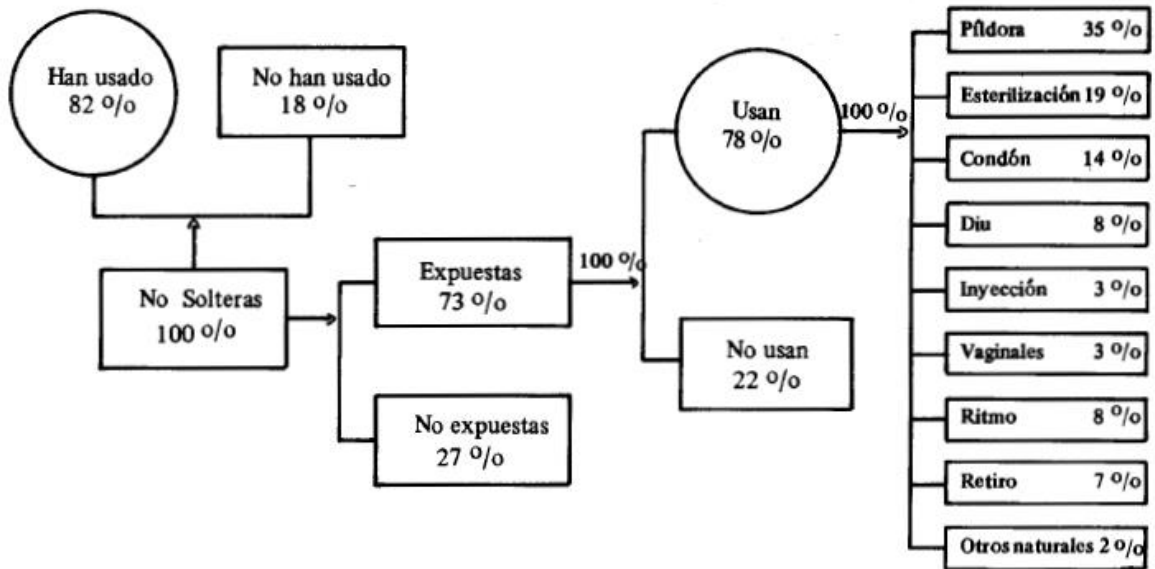 Han usado
82 %
No han usado
18 %
No Solteras
100 %
Expuestas
73 %
No expuestas
27 %
100 %
Usan
78 %
No usan
22 %
100 %
Píldora 35 %
Esterilización 19 %
Condón 14 %
Diu 8 %
Inyección 3 %
Vaginales 3 %
Ritmo 8 %
Retiro 7 %
Otros naturales 2 %